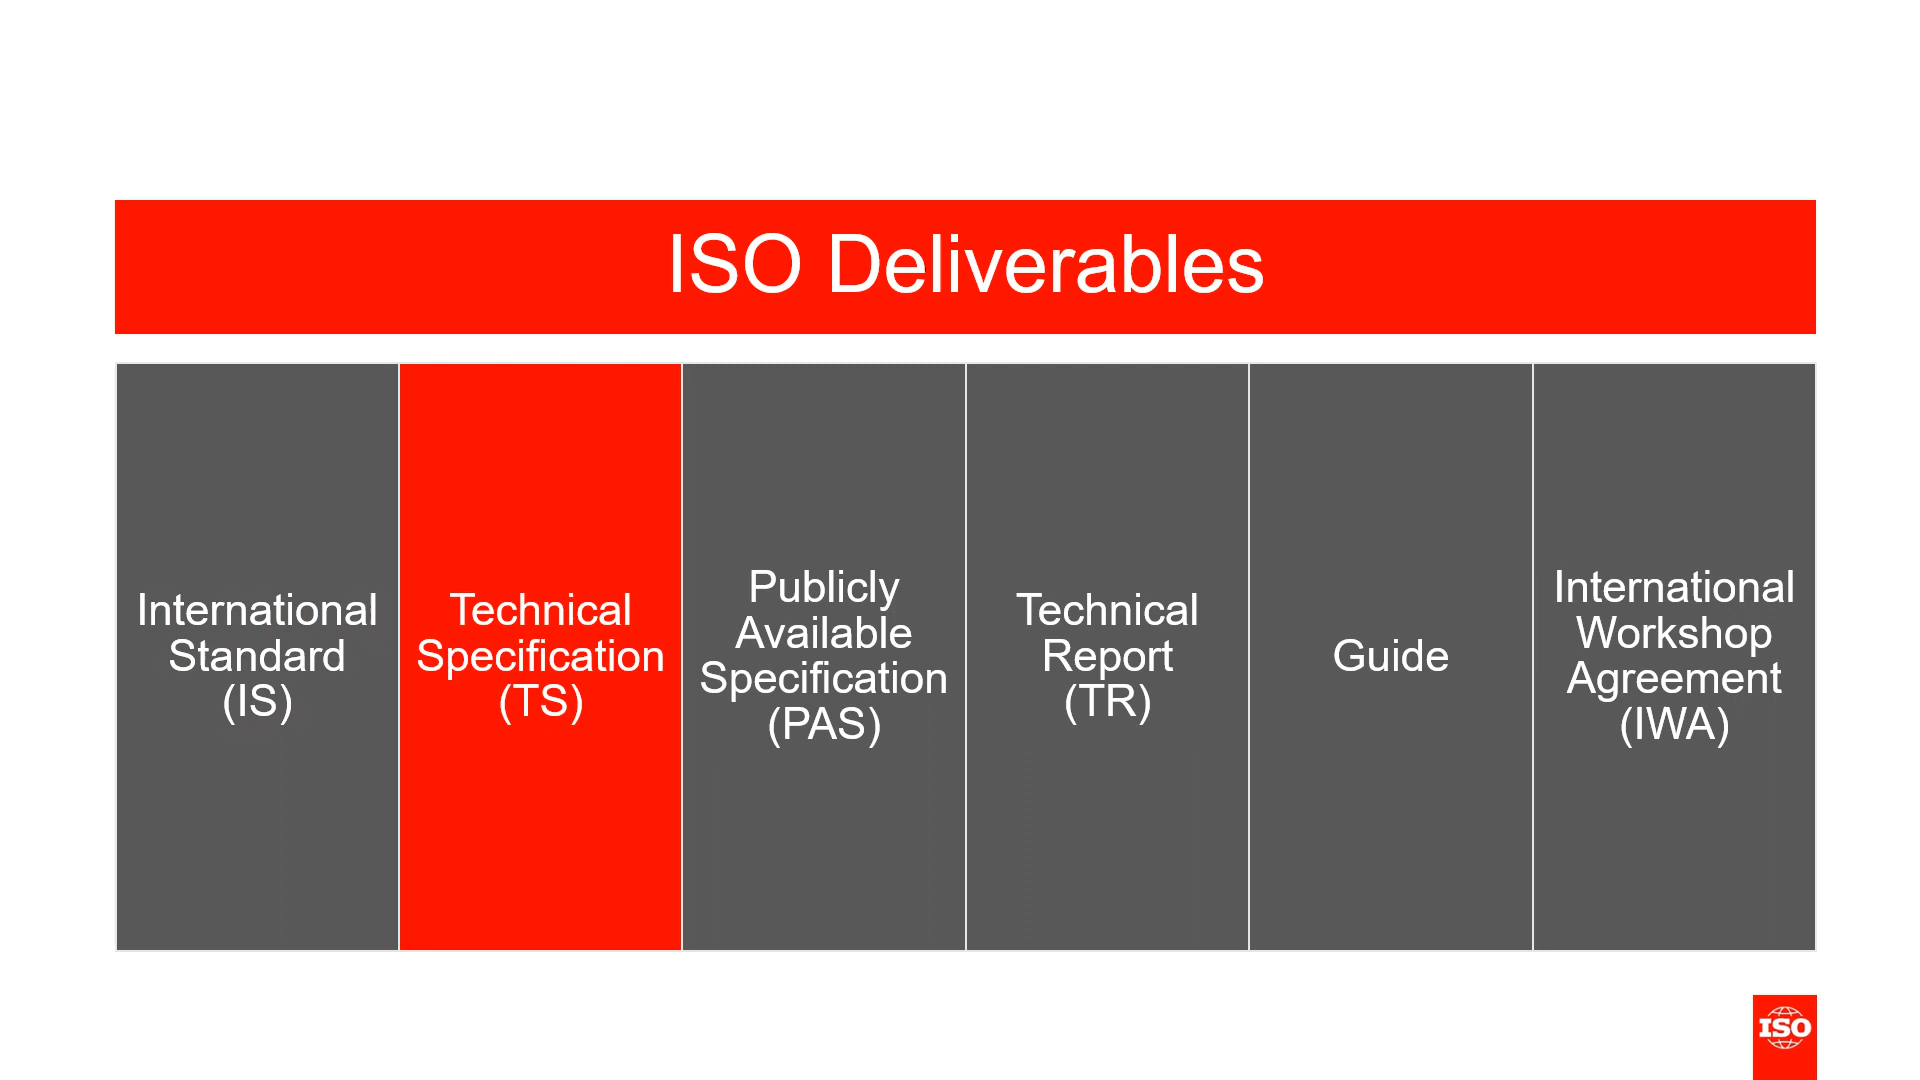 ISO Deliverables
International
Standard
(IS)
Technical
Specification
(TS)
Publicly
Available
Specification
(PAS)
Technical
Report
(TR)
Guide
International
Workshop
Agreement
(IWA)
ISO